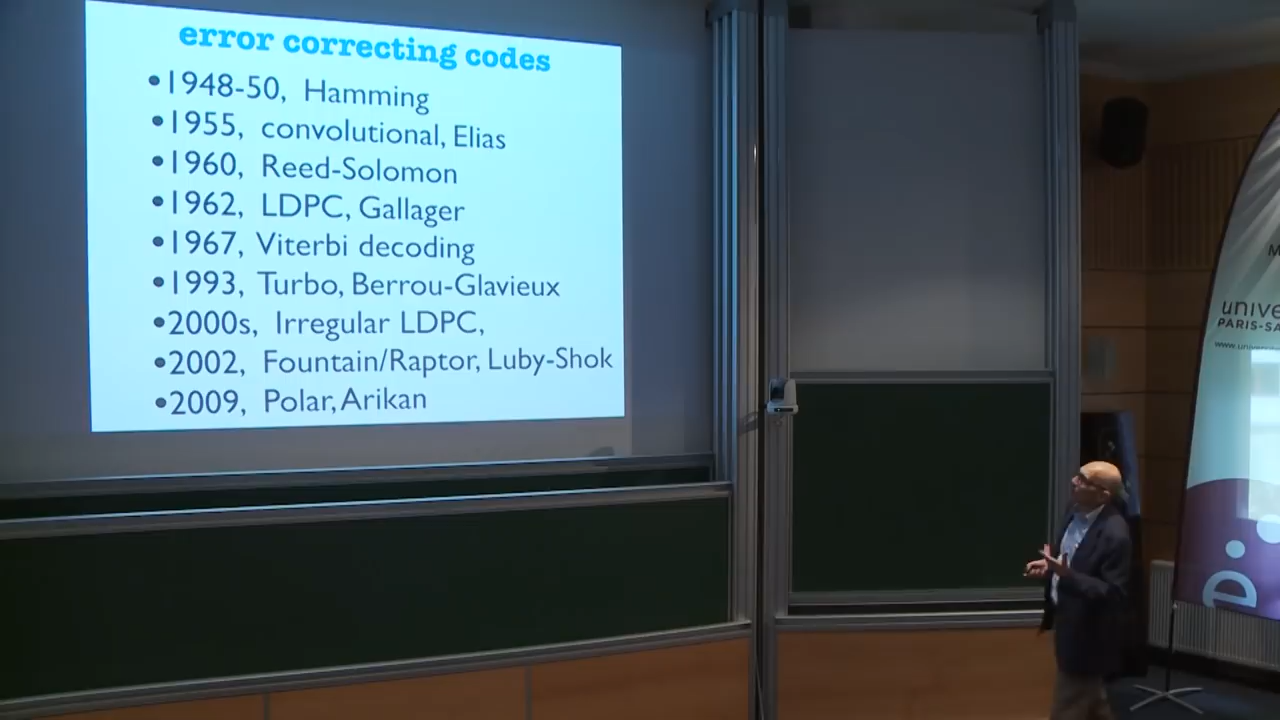 error correcting codes
•1948-50, Hamming
•1955, convolutional, Elias
•1960, Reed-Solomon
•1962, LDPC, Gallager
•1967, Viterbi decoding
•1993, Turbo, Berrou-Glavieux
•2000s, Irregular LDPC,
•2002, Fountain/Raptor, Luby-Shok
•2009, Polar, Arikan
unive
PARIS-SA
e